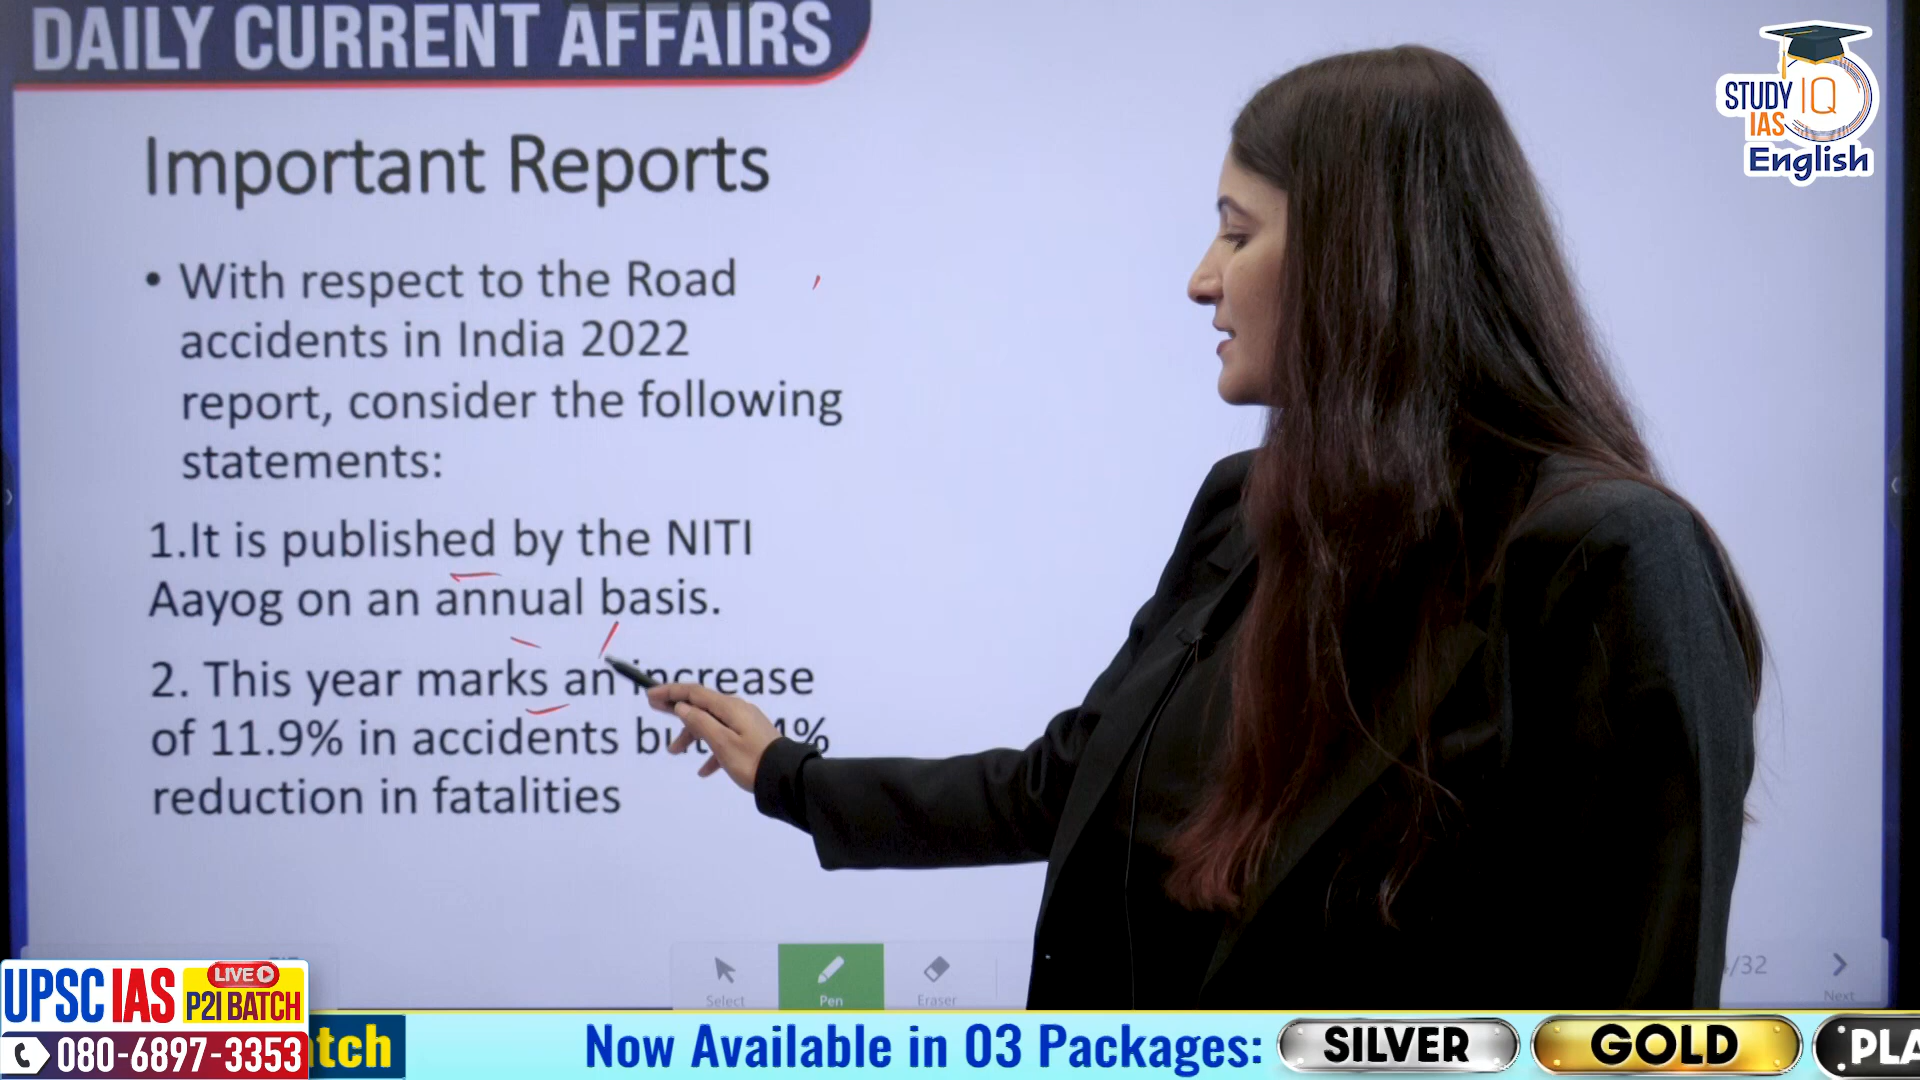 DAILY CURRENT AFFAIRS
STUDY IQ
IAS
English
Important Reports
• With respect to the Road
accidents in India 2022
report, consider the following
statements:
1.It is published by the NITI
Aayog on an annual basis.
2. This year marks an increase
of 11.9% in accidents but 4%
reduction in fatalities
Select
Pen
Eraser
/32
Next
UPSC IAS LIVE
P2I BATCH
080-6897-3353
Now Available in 03 Packages: SILVER GOLD